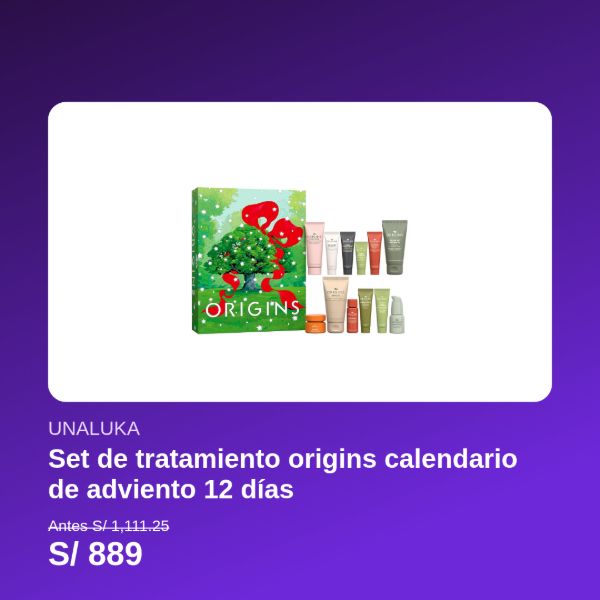 ORIGINS
UNALUKA
Set de tratamiento origins calendario
de adviento 12 días
Antes S/ 1,111.25
S/ 889